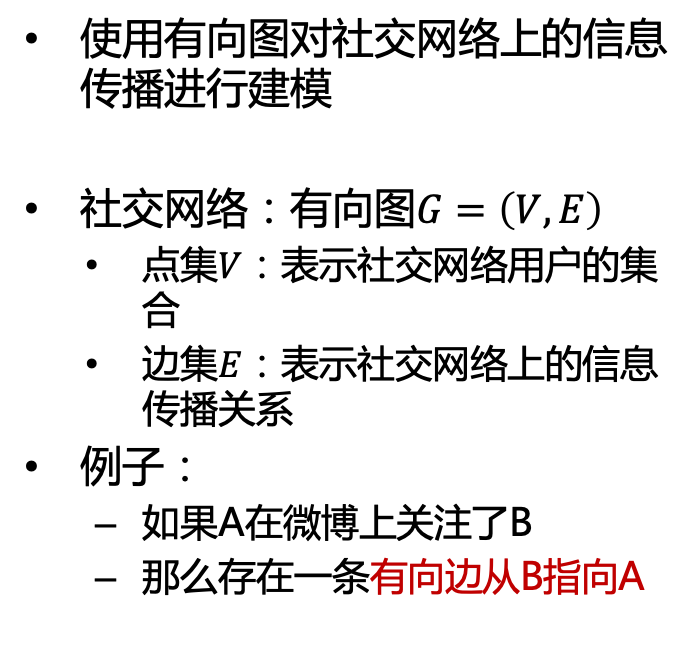 • 使用有向图对社交网络上的信息
传播进行建模
• 社交网络：有向图G = (V, E)
• 点集V：表示社交网络用户的集
合
• 边集E：表示社交网络上的信息
传播关系
• 例子：
– 如果A在微博上关注了B
– 那么存在一条有向边从B指向A